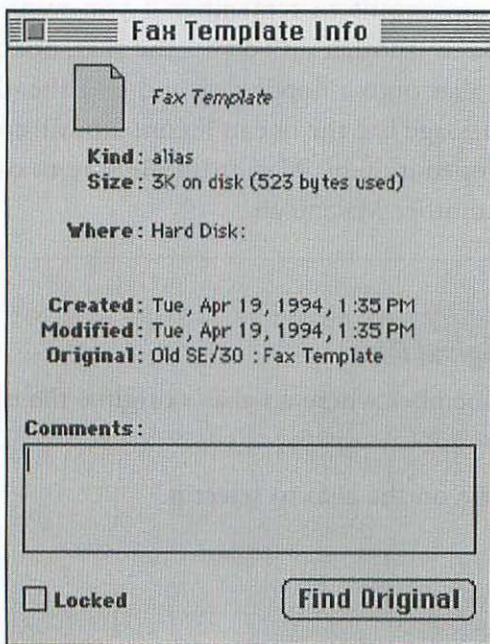 Fax Template Info
Fax Template
Kind: alias
Size: 3K on disk (523 bytes used)
Where: Hard Disk:
Created: Tue, Apr 19, 1994, 1:35 PM
Modified: Tue, Apr 19, 1994, 1:35 PM
Original: Old SE/30 : Fax Template
Comments:
Locked
Find Original